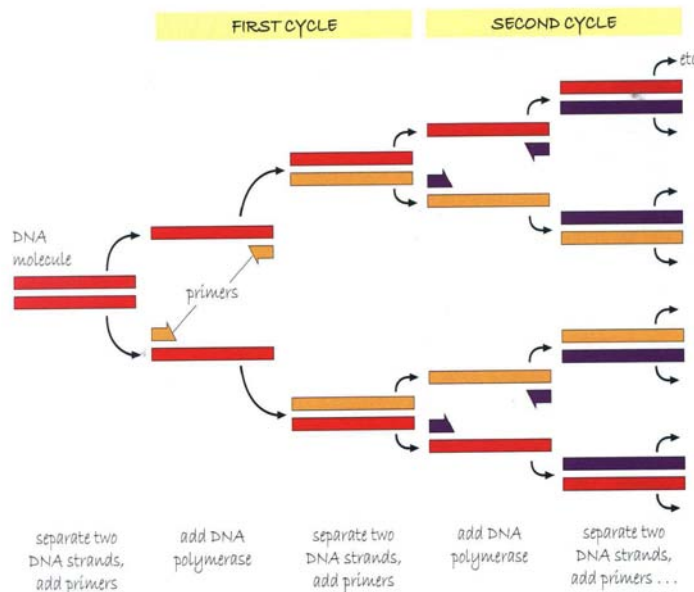 FIRST CYCLE
SECOND CYCLE
etc
DNA
molecule
primers
separate two
DNA strands,
add primers
add DNA
polymerase
separate two
DNA strands,
add primers
add DNA
polymerase
separate two
DNA strands,
add primers . . .